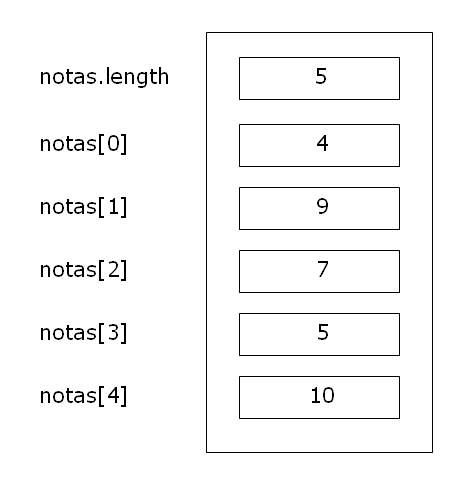 notas.length 5
notas[0] 4
notas[1] 9
notas[2] 7
notas[3] 5
notas[4] 10